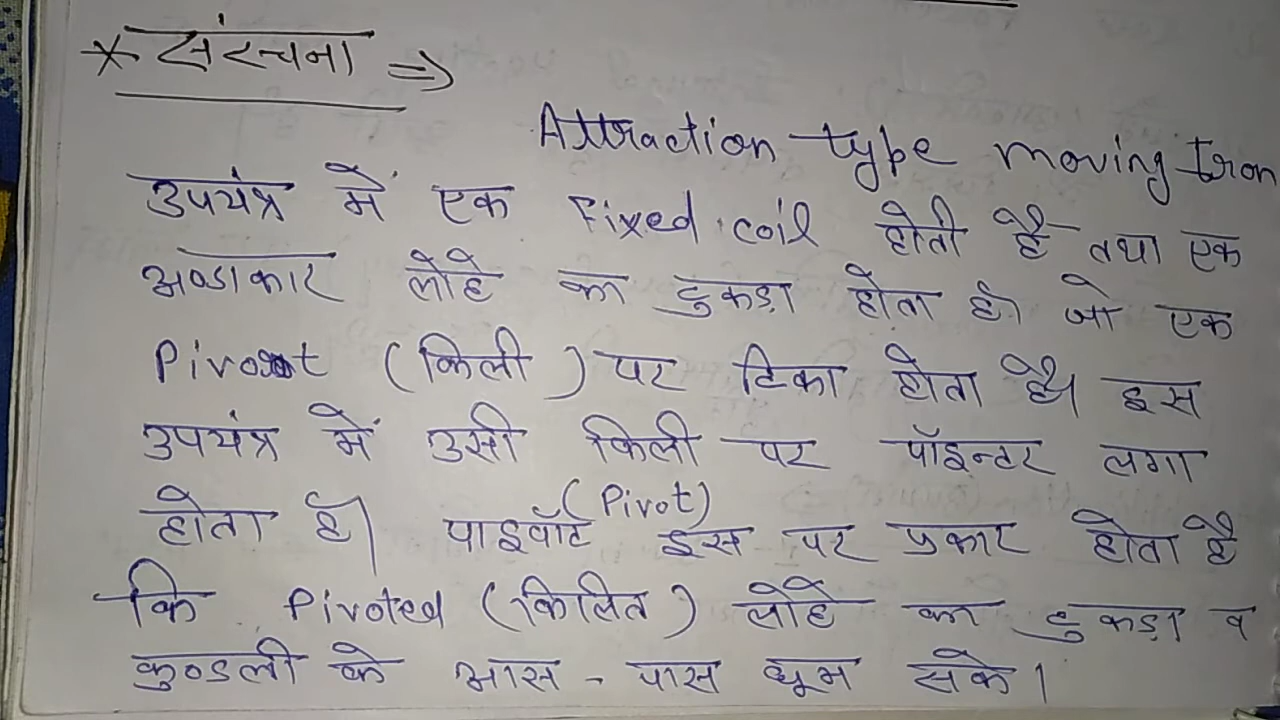 * संरचना ⇒
Attraction type moving Iron
उपयंत्र में एक Fixed coil होती है तथा एक
अण्डाकार लोहे का टुकड़ा होता है। जो एक
Pivot (किली) पर टिका होता है। इस
उपयंत्र में उसी किली पर पॉइन्टर लगा
होता है। पाइवॉट (Pivot) इस पर प्रकार होता है
कि Pivoted (किलित) लोहे का टुकड़ा व
कुण्डली के आस - पास घूम सके।